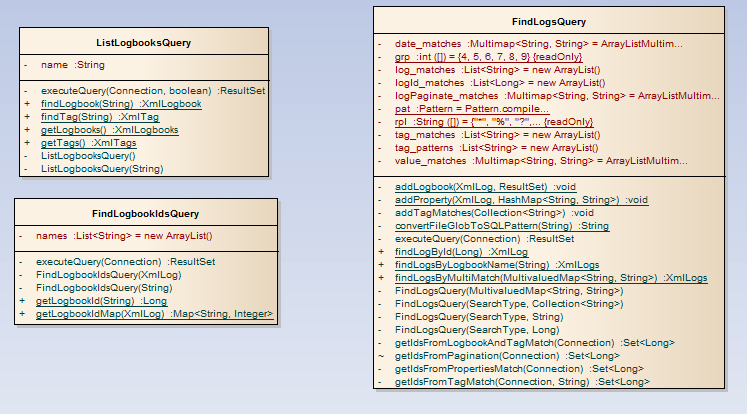 ListLogbooksQuery
- name :String
- executeQuery(Connection, boolean) :ResultSet
+ findLogbook(String) :XmlLogbook
+ findTag(String) :XmlTag
+ getLogbooks() :XmlLogbooks
+ getTags() :XmlTags
- ListLogbooksQuery()
- ListLogbooksQuery(String)
FindLogbookIdsQuery
- names :List<String> = new ArrayList()
- executeQuery(Connection) :ResultSet
- FindLogbookIdsQuery(XmlLog)
- FindLogbookIdsQuery(String)
+ getLogbookId(String) :Long
+ getLogbookIdMap(XmlLog) :Map<String, Integer>
FindLogsQuery
- date_matches :Multimap<String, String> = ArrayListMultim...
- grp :int ([]) = {4, 5, 6, 7, 8, 9} {readOnly}
- log_matches :List<String> = new ArrayList()
- logId_matches :List<Long> = new ArrayList()
- logPaginate_matches :Multimap<String, String> = ArrayListMultim...
- pat :Pattern = Pattern.compile...
- rpl :String ([]) = {"*", "%", "?",... {readOnly}
- tag_matches :List<String> = new ArrayList()
- tag_patterns :List<String> = new ArrayList()
- value_matches :Multimap<String, String> = ArrayListMultim...
- addLogbook(XmlLog, ResultSet) :void
- addProperty(XmlLog, HashMap<String, String>) :void
- addTagMatches(Collection<String>) :void
- convertFileGlobToSQLPattern(String) :String
- executeQuery(Connection) :ResultSet
+ findLogById(Long) :XmlLog
+ findLogsByLogbookName(String) :XmlLogs
+ findLogsByMultiMatch(MultivaluedMap<String, String>) :XmlLogs
- FindLogsQuery(MultivaluedMap<String, String>)
- FindLogsQuery(SearchType, Collection<String>)
- FindLogsQuery(SearchType, String)
- FindLogsQuery(SearchType, Long)
- getIdsFromLogbookAndTagMatch(Connection) :Set<Long>
~ getIdsFromPagination(Connection) :Set<Long>
- getIdsFromPropertiesMatch(Connection) :Set<Long>
- getIdsFromTagMatch(Connection, String) :Set<Long>